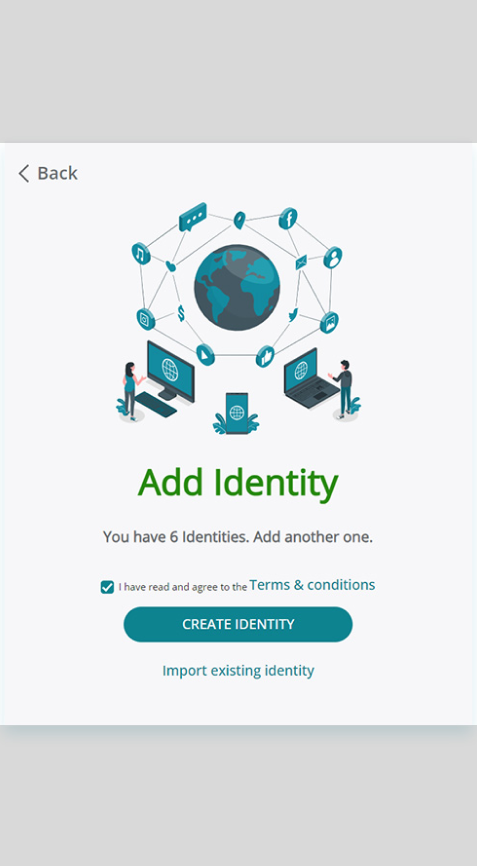 Back
Add Identity
You have 6 Identities. Add another one.
I have read and agree to the Terms & conditions
CREATE IDENTITY
Import existing identity